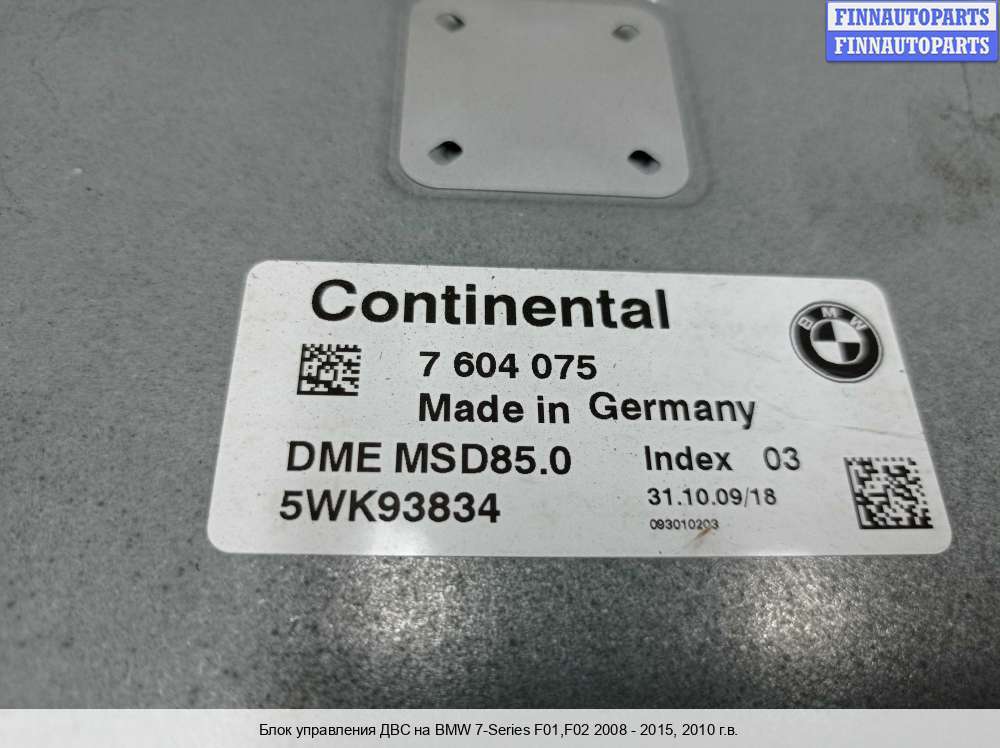 FINNAUTOPARTS
FINNAUTOPARTS
Continental
BMW
7 604 075
Made in Germany
DME MSD85.0
Index 03
5WK93834
31.10.09/18
093010203
Блок управления ДВС на BMW 7-Series F01,F02 2008 - 2015, 2010 г.в.